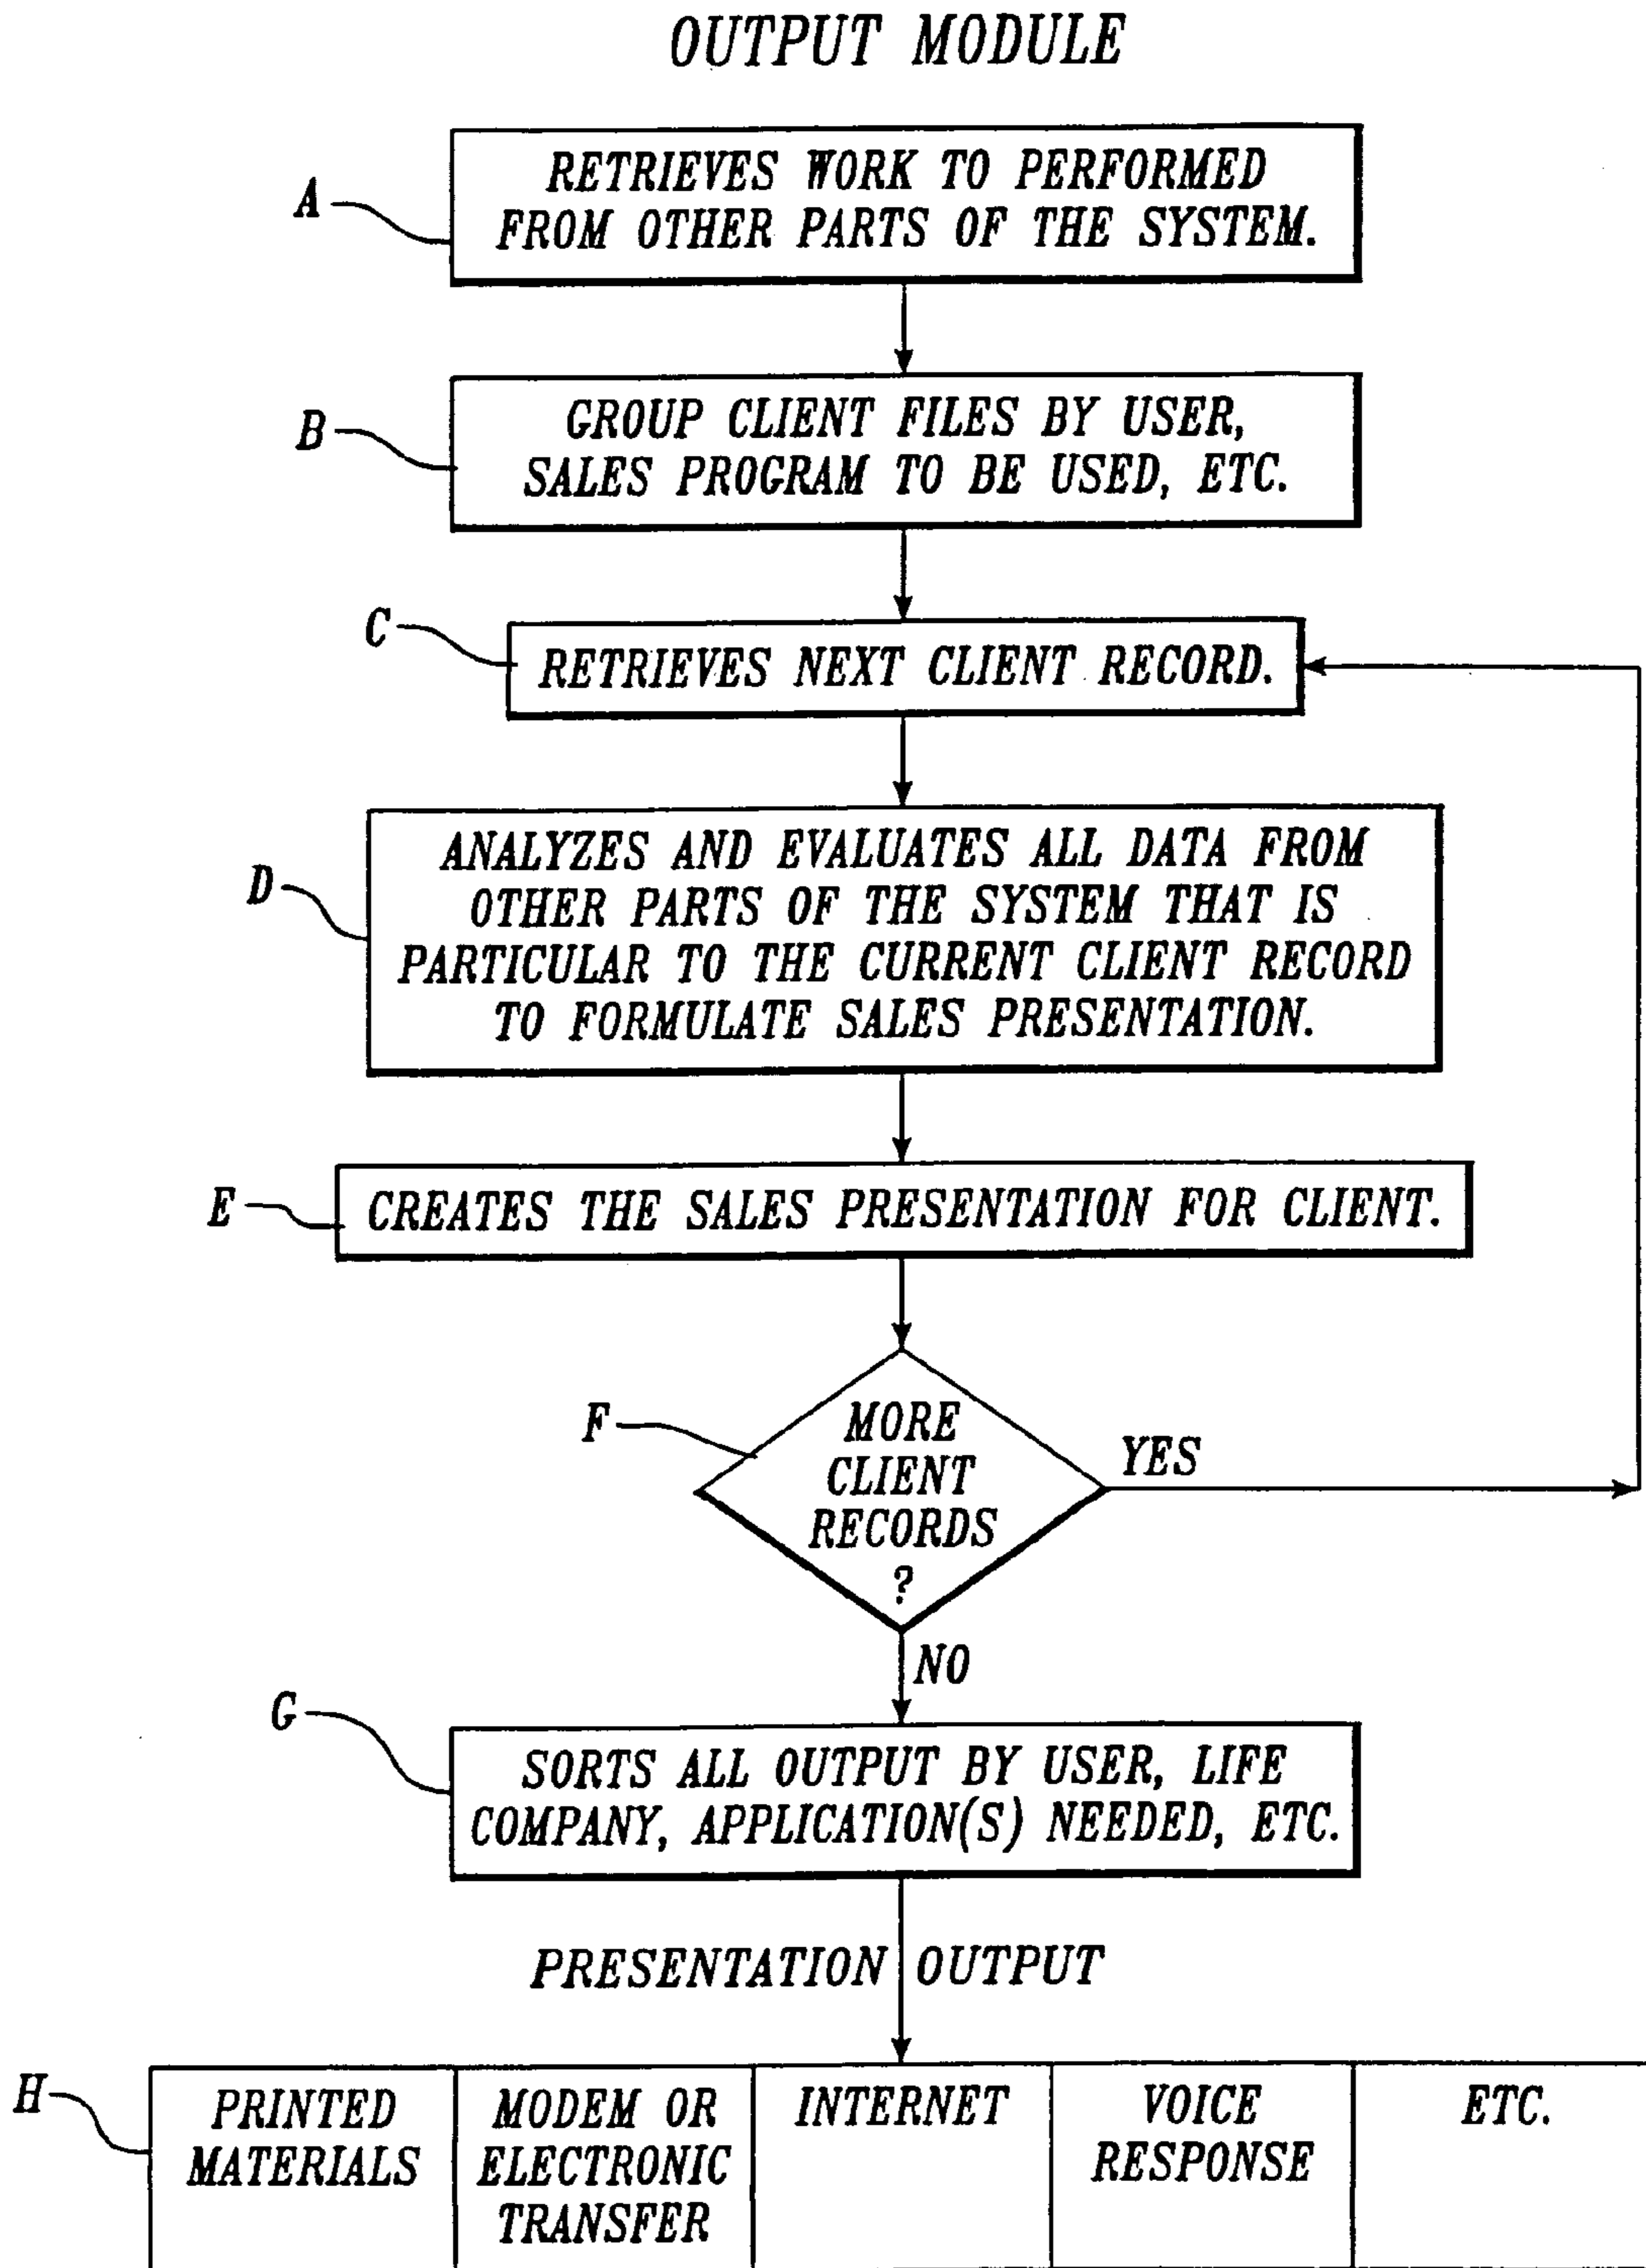 OUTPUT MODULE
A
RETRIEVES WORK TO PERFORMED
FROM OTHER PARTS OF THE SYSTEM.
B
GROUP CLIENT FILES BY USER,
SALES PROGRAM TO BE USED, ETC.
C
RETRIEVES NEXT CLIENT RECORD.
D
ANALYZES AND EVALUATES ALL DATA FROM
OTHER PARTS OF THE SYSTEM THAT IS
PARTICULAR TO THE CURRENT CLIENT RECORD
TO FORMULATE SALES PRESENTATION.
E
CREATES THE SALES PRESENTATION FOR CLIENT.
F
MORE
CLIENT
RECORDS
?
YES
NO
G
SORTS ALL OUTPUT BY USER, LIFE
COMPANY, APPLICATION(S) NEEDED, ETC.
PRESENTATION OUTPUT
H
PRINTED
MATERIALS
MODEM OR
ELECTRONIC
TRANSFER
INTERNET
VOICE
RESPONSE
ETC.